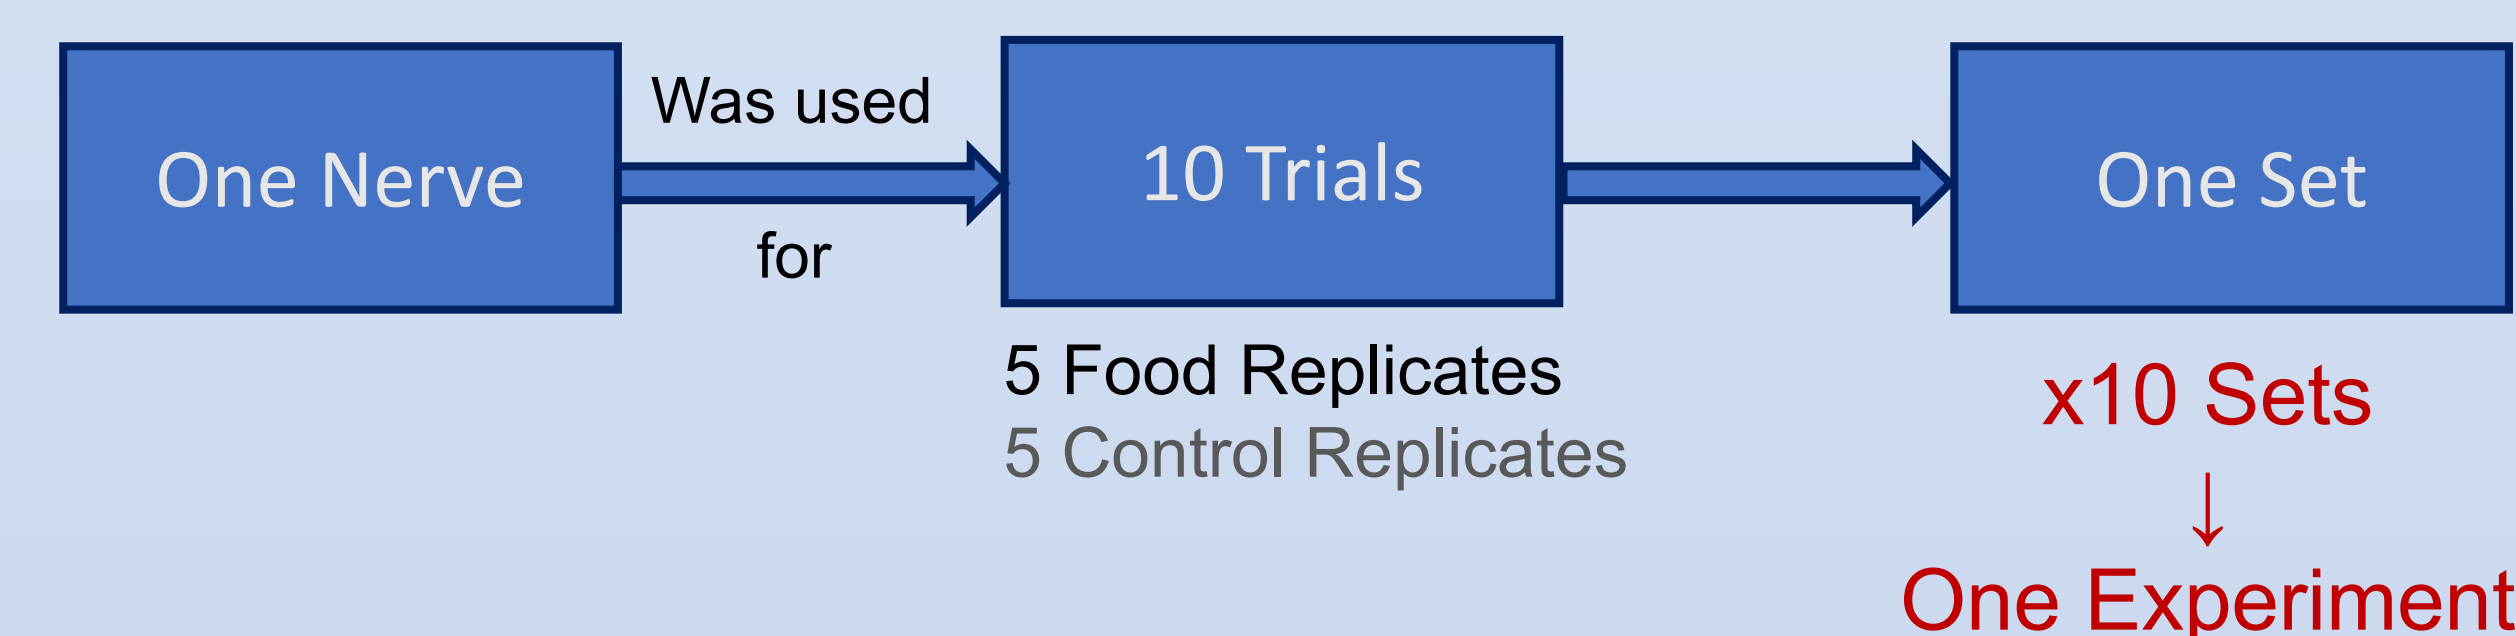 One Nerve
Was used
for
10 Trials
5 Food Replicates
5 Control Replicates
One Set
x10 Sets
↓
One Experiment